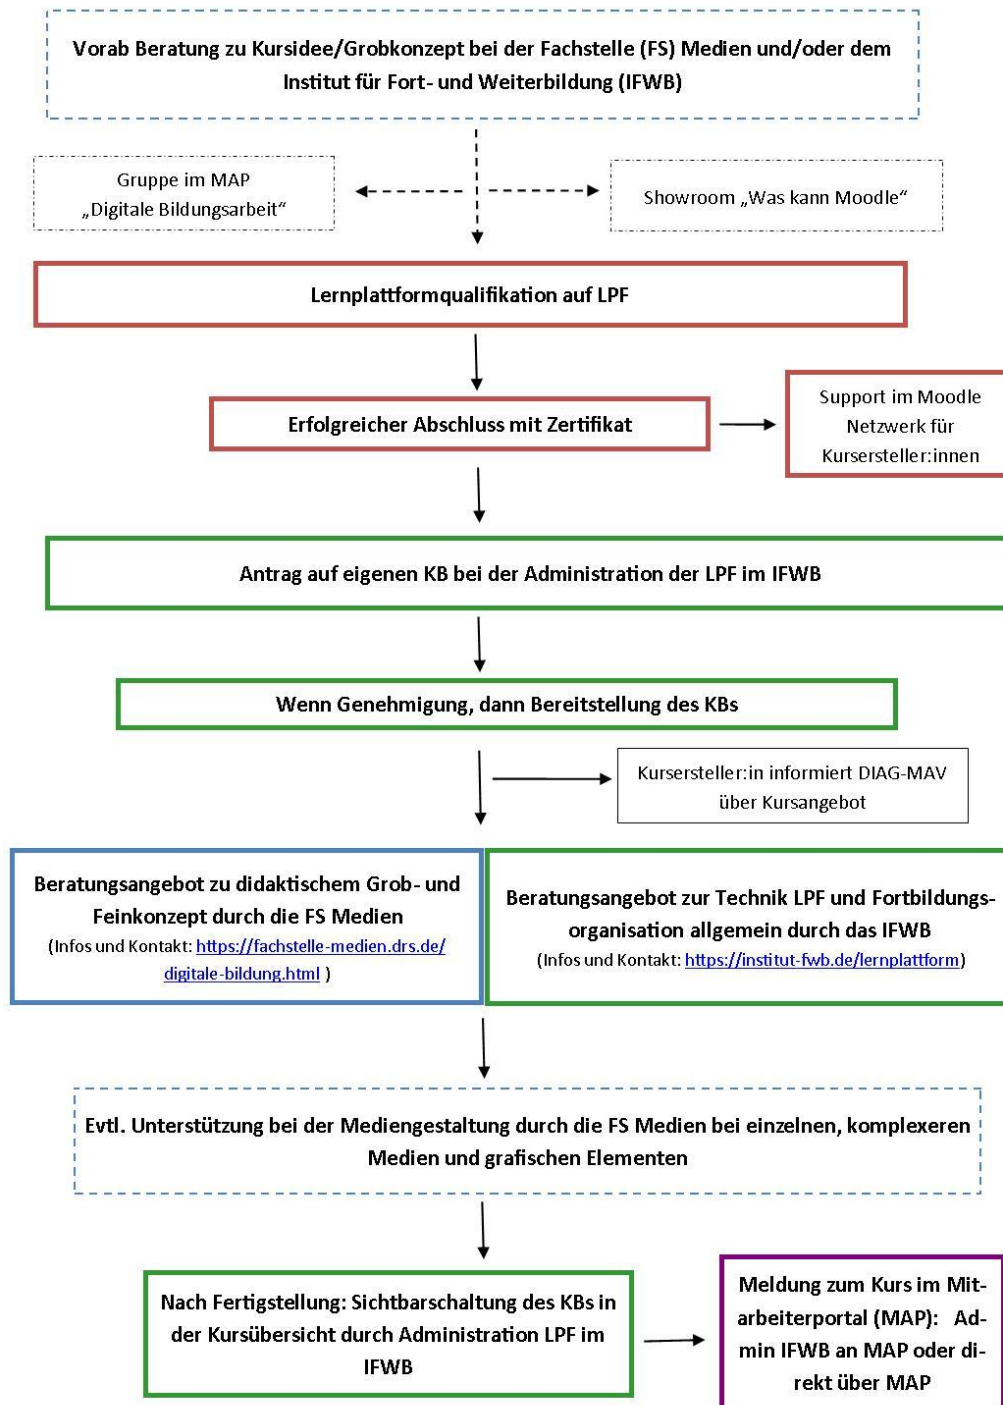 Vorab Beratung zu Kursidee/Grobkonzept bei der Fachstelle (FS) Medien und/oder dem
Institut für Fort- und Weiterbildung (IFWB)
Gruppe im MAP
„Digitale Bildungsarbeit“
Showroom „Was kann Moodle“
Lernplattformqualifikation auf LPF
Erfolgreicher Abschluss mit Zertifikat
Support im Moodle
Netzwerk für
Kursersteller:innen
Antrag auf eigenen KB bei der Administration der LPF im IFWB
Wenn Genehmigung, dann Bereitstellung des KBs
Kursersteller:in informiert DIAG-MAV
über Kursangebot
Beratungsangebot zu didaktischem Grob- und
Feinkonzept durch die FS Medien
(Infos und Kontakt: https://fachstelle-medien.drs.de/
digitale-bildung.html )
Beratungsangebot zur Technik LPF und Fortbildungs-
organisation allgemein durch das IFWB
(Infos und Kontakt: https://institut-fwb.de/lernplattform)
Evtl. Unterstützung bei der Mediengestaltung durch die FS Medien bei einzelnen, komplexeren
Medien und grafischen Elementen
Nach Fertigstellung: Sichtbarschaltung des KBs in
der Kursübersicht durch Administration LPF im
IFWB
Meldung zum Kurs im Mit-
arbeiterportal (MAP): Ad-
min IFWB an MAP oder di-
rekt über MAP